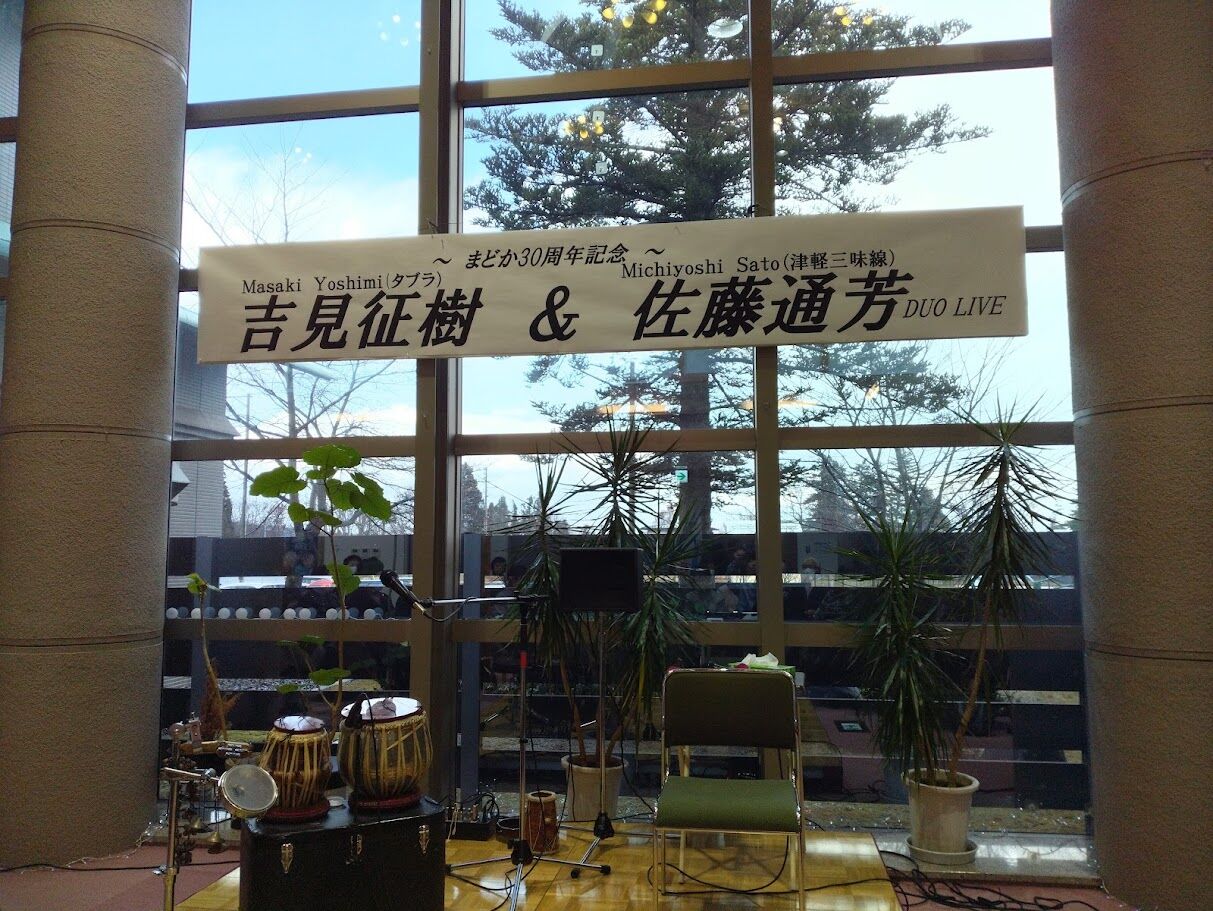 ～ まどか30周年記念 ～
Masaki Yoshimi(タブラ) Michiyoshi Sato(津軽三味線)
吉見征樹 & 佐藤通芳 DUO LIVE